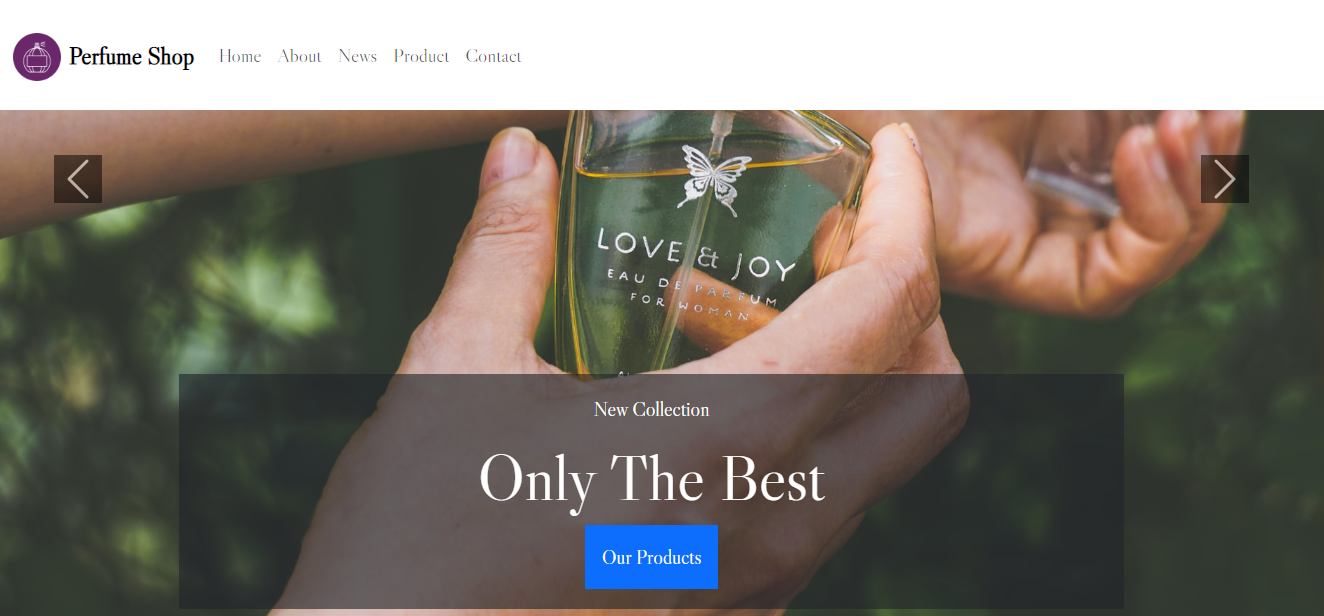 Perfume Shop Home About News Product Contact
LOVE & JOY
EAU DE PARFUM
FOR WOMAN
New Collection
Only The Best
Our Products